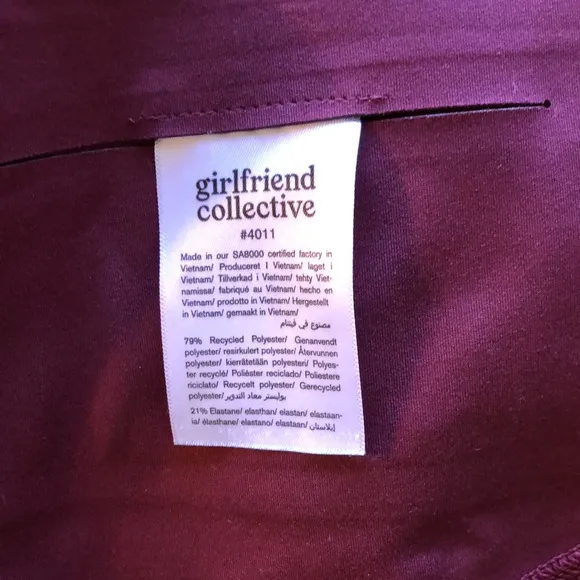 girlfriend
collective
#4011
Made in our SA8000 certified factory in
Vietnam/ Produceret I Vietnam/ laget i
Vietnam/ Tillverkad i Vietnam/ tehty Viet-
namissa/ fabriqué au Vietnam/ hecho en
Vietnam/ prodotto in Vietnam/ Hergestellt
in Vietnam/ gemaakt in Vietnam/
مصنوع في فيتنام
79% Recycled Polyester/ Genanvendt
polyester/ resirkulert polyester/ Återvunnen
polyester/ kierrätetään polyesteri/ Polyes-
ter recyclé/ Poliéster reciclado/ Poliestere
riciclato/ Recycelt polyester/ Gerecycled
polyester/ بوليستر معاد التدوير
21% Elastane/ elasthan/ elastan/ elastaan-
ia/ élasthane/ elastano/ elastaan/ إيلاستان